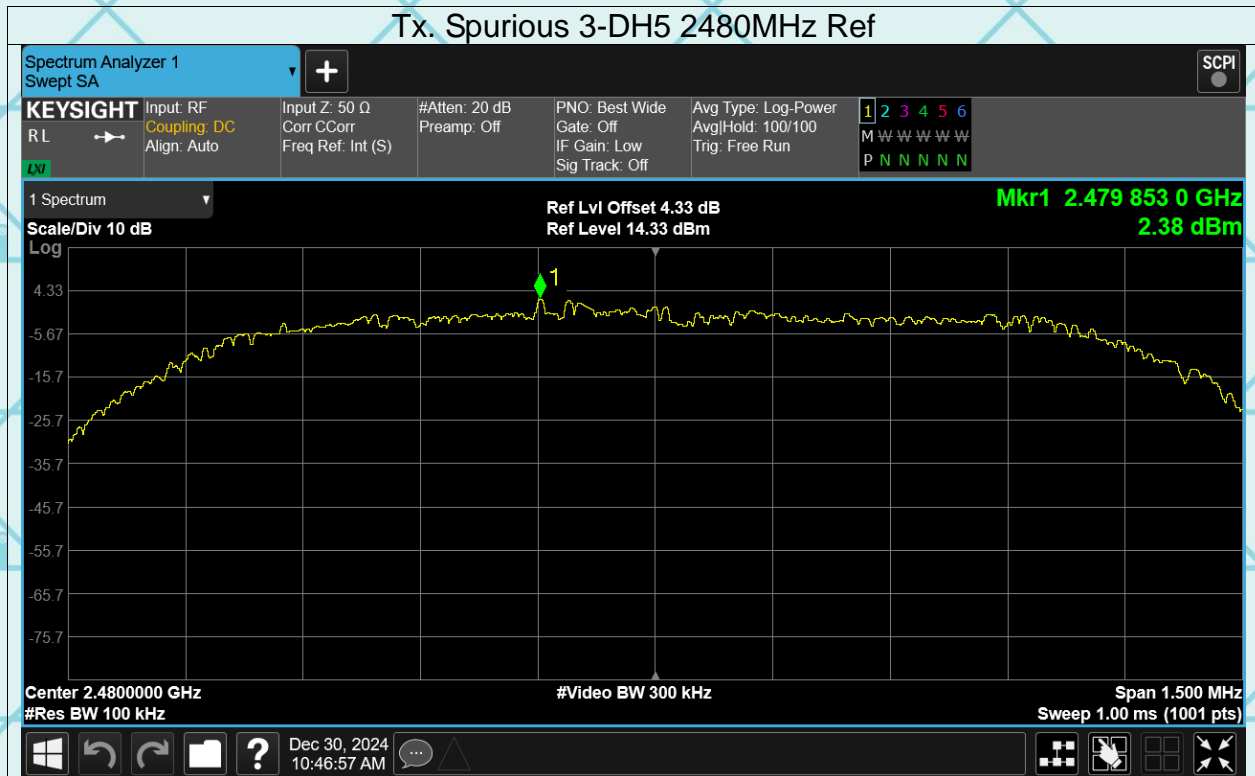 Tx. Spurious 3-DH5 2480MHz Ref
Spectrum Analyzer 1
Swept SA
+
SCPI
KEYSIGHT
R L
LXI
Input: RF
Coupling: DC
Align: Auto
Input Z: 50 Ω
Corr CCorr
Freq Ref: Int (S)
#Atten: 20 dB
Preamp: Off
PNO: Best Wide
Gate: Off
IF Gain: Low
Sig Track: Off
Avg Type: Log-Power
Avg|Hold: 100/100
Trig: Free Run
1 2 3 4 5 6
M W W W W W W
P N N N N N N
1 Spectrum
Scale/Div 10 dB
Ref Lvl Offset 4.33 dB
Ref Level 14.33 dBm
Mkr1 2.479 853 0 GHz
2.38 dBm
Log
1
4.33
-5.67
-15.7
-25.7
-35.7
-45.7
-55.7
-65.7
-75.7
Center 2.4800000 GHz
#Res BW 100 kHz
#Video BW 300 kHz
Span 1.500 MHz
Sweep 1.00 ms (1001 pts)
?
Dec 30, 2024
10:46:57 AM